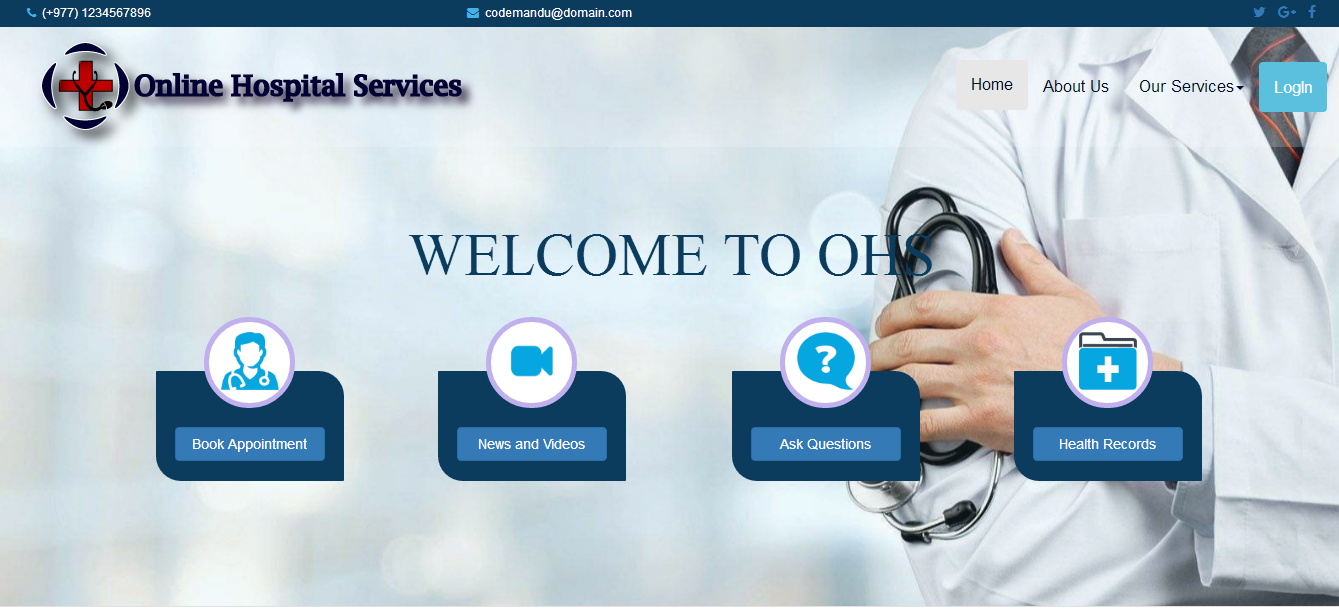 (+977) 1234567896
codemandu@domain.com
G+
Online Hospital Services
Home
About Us
Our Services
LogIn
WELCOME TO OHS
?
Book Appointment
News and Videos
Ask Questions
Health Records